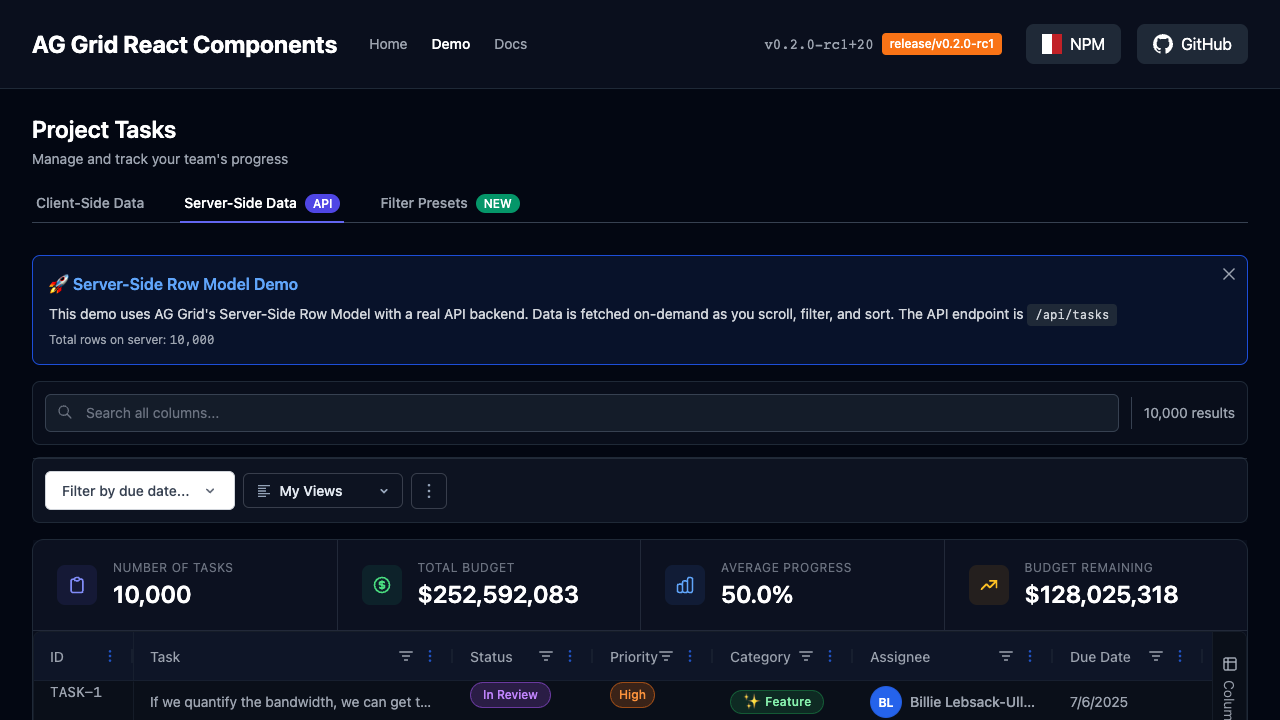 AG Grid React Components
Home
Demo
Docs
v0.2.0-rc1+20
release/v0.2.0-rc1
NPM
GitHub
Project Tasks
Manage and track your team's progress
Client-Side Data
Server-Side Data API
Filter Presets NEW
🚀 Server-Side Row Model Demo
This demo uses AG Grid's Server-Side Row Model with a real API backend. Data is fetched on-demand as you scroll, filter, and sort. The API endpoint is /api/tasks
Total rows on server: 10,000
Search all columns...
10,000 results
Filter by due date...
My Views
NUMBER OF TASKS
10,000
TOTAL BUDGET
$252,592,083
AVERAGE PROGRESS
50.0%
BUDGET REMAINING
$128,025,318
ID
Task
Status
Priority
Category
Assignee
Due Date
TASK-1
If we quantify the bandwidth, we can get t...
In Review
High
✨ Feature
BL
Billie Lebsack-Ull...
7/6/2025